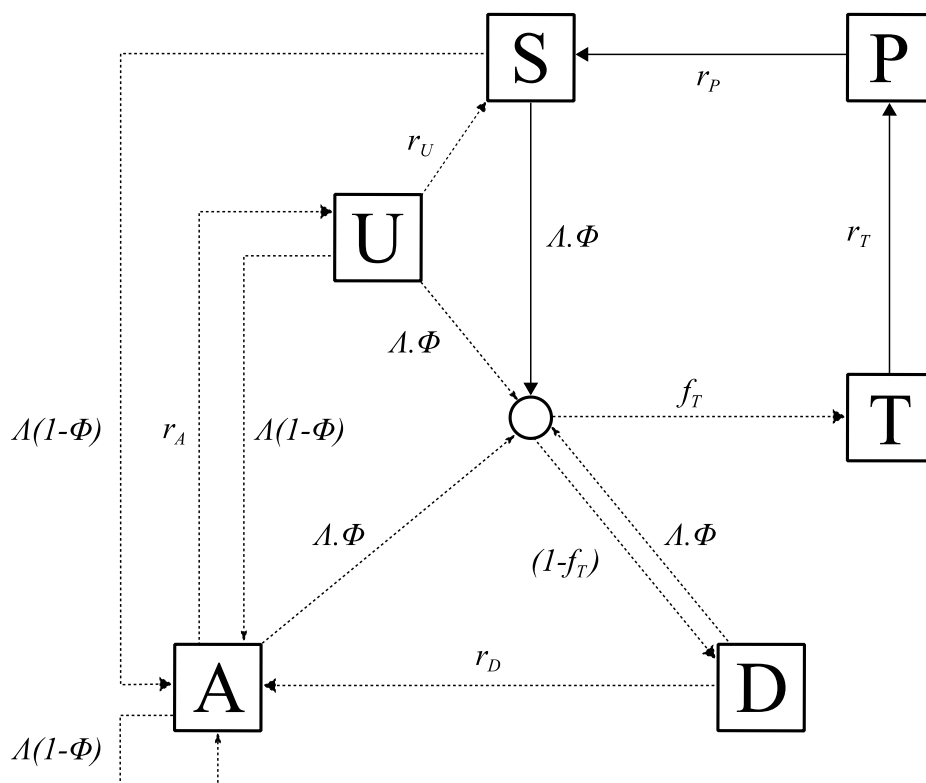 S
P
r_P
r_U
U
Λ.Φ
r_T
Λ.Φ
f_T
T
Λ(1-Φ)
r_A
Λ(1-Φ)
Λ.Φ
(1-f_T)
Λ.Φ
r_D
A
D
Λ(1-Φ)